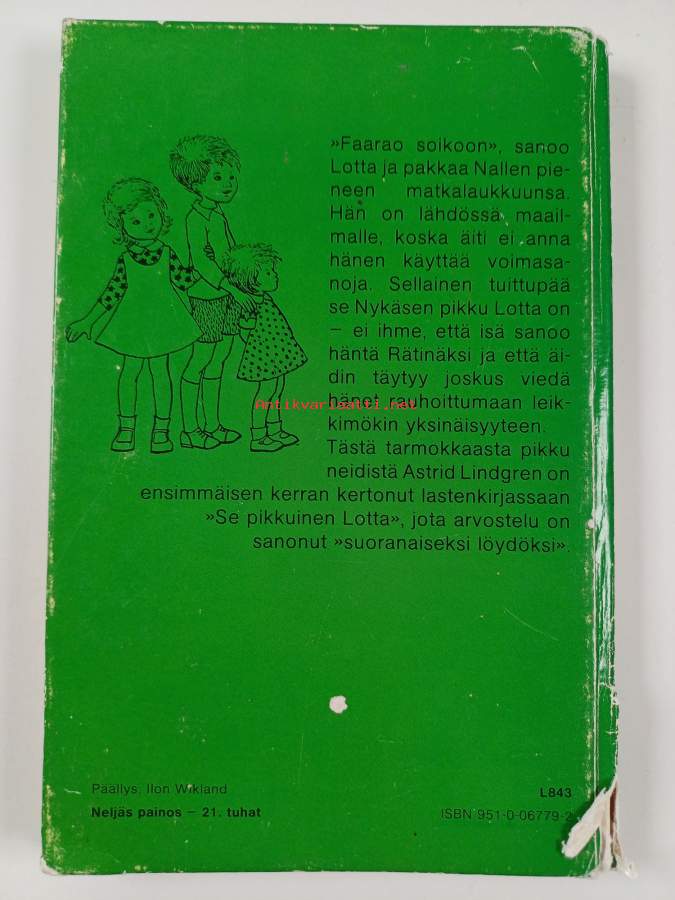 »Faarao soikoon», sanoo
Lotta ja pakkaa Nallen pie-
neen matkalaukkuunsa.
Hän on lähdössä maail-
malle, koska äiti ei anna
hänen käyttää voimasa-
noja. Sellainen tuittupää
se Nykäsen pikku Lotta on
– ei ihme, että isä sanoo
häntä Rätinäksi ja että äi-
din täytyy joskus viedä
hänet rauhoittumaan leik-
kimökin yksinäisyyteen.
Tästä tarmokkaasta pikku
neidistä Astrid Lindgren on
ensimmäisen kerran kertonut lastenkirjassaan
»Se pikkuinen Lotta», jota arvostelu on
sanonut »suoranaiseksi löydöksi».
Antikvariaatti.net
Päällys, Ilon Wikland
Neljäs painos – 21. tuhat
L843
ISBN 951-0-06779-2